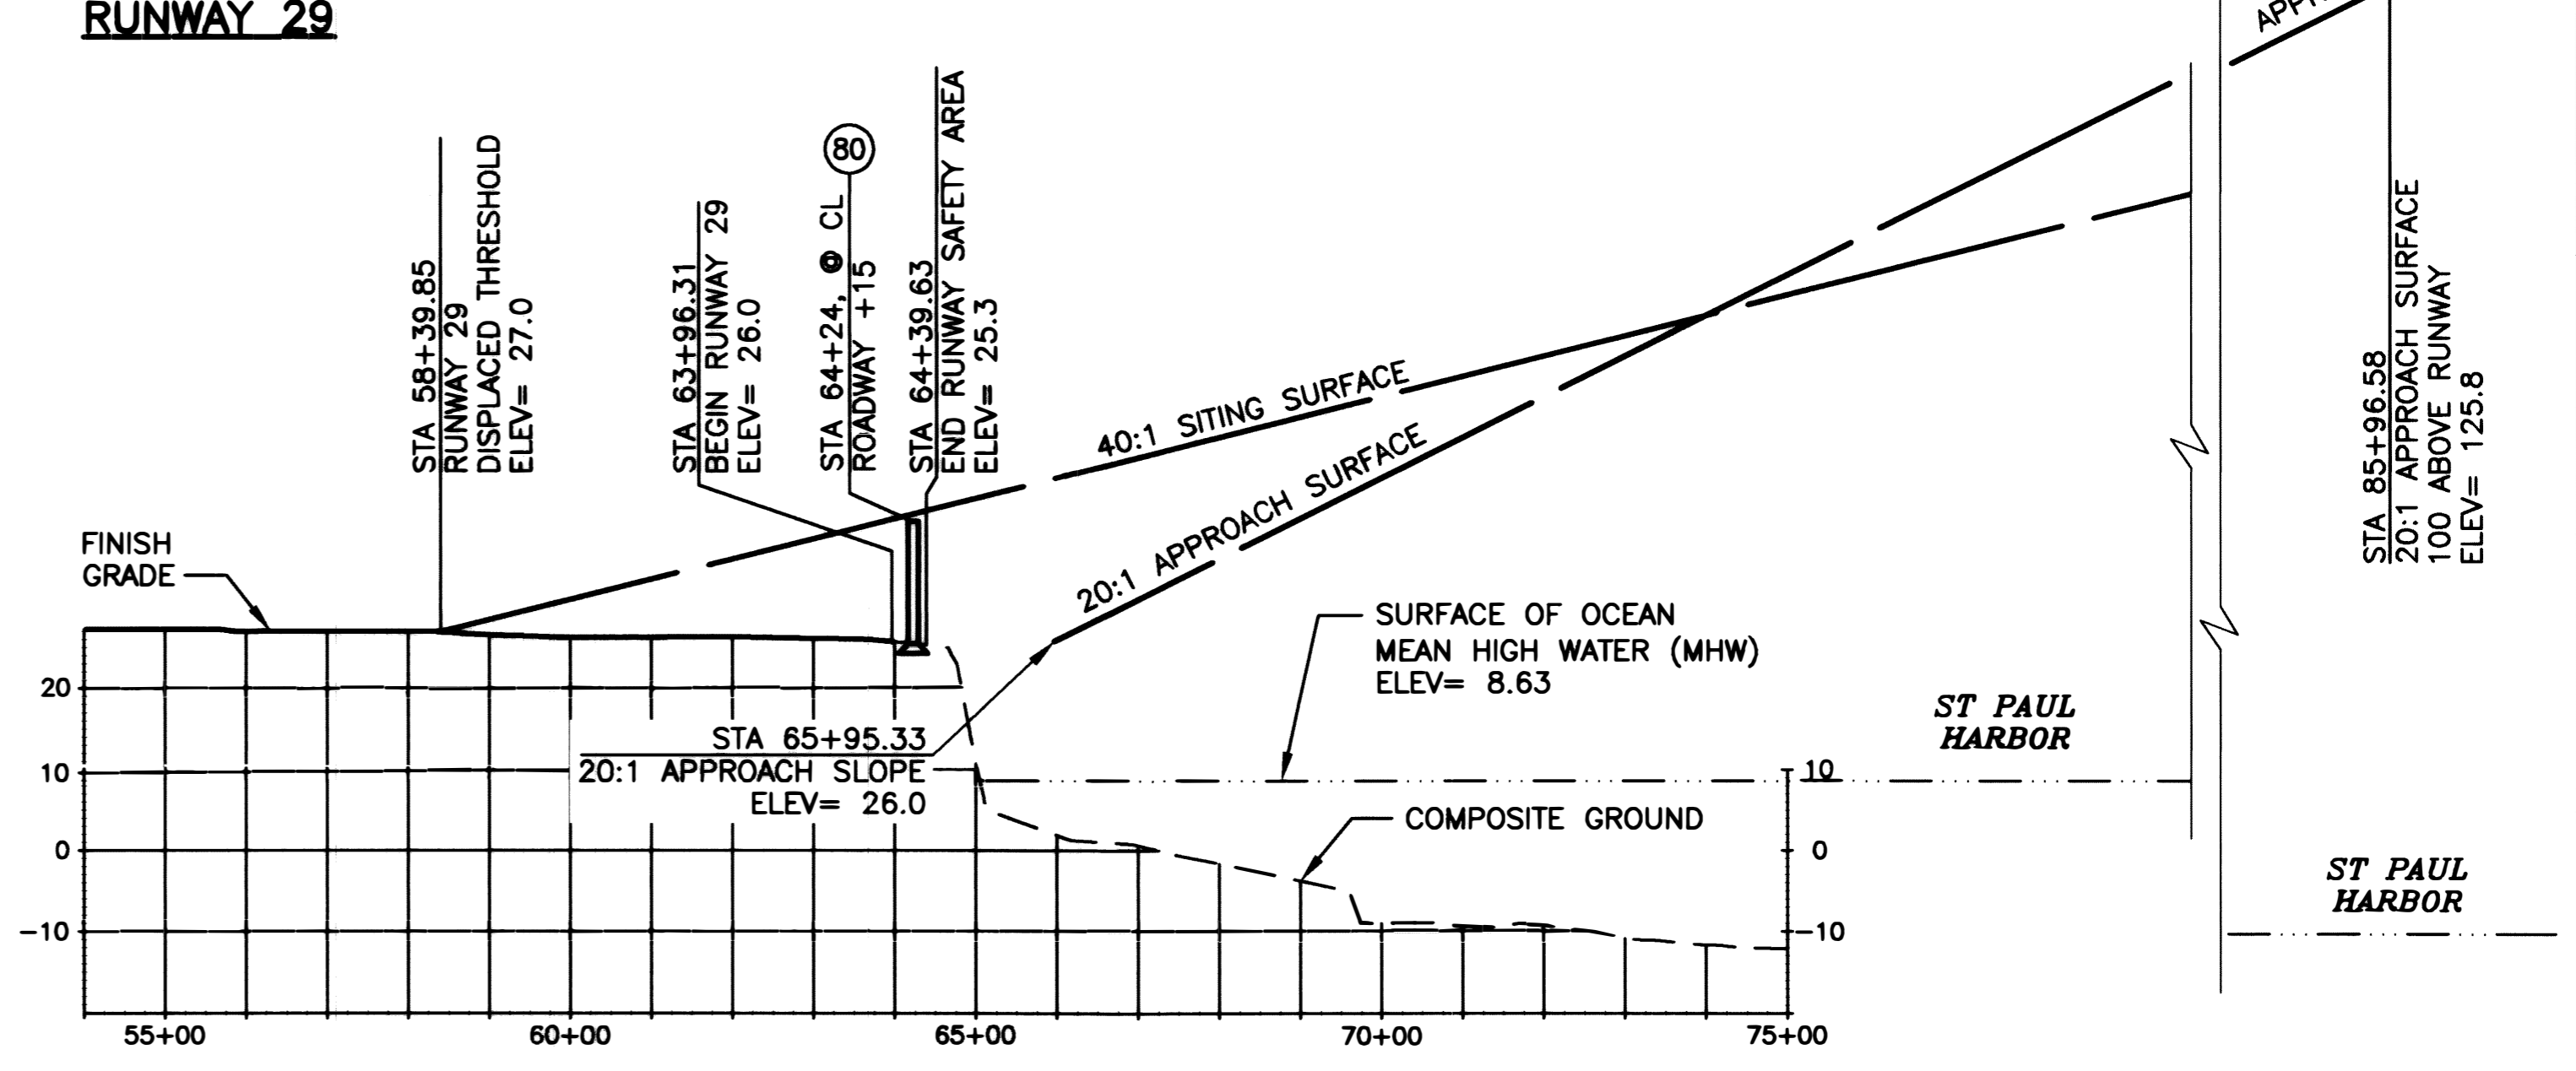 RUNWAY 29
STA 58+39.85
RUNWAY 29
DISPLACED THRESHOLD
ELEV= 27.0
STA 63+96.31
BEGIN RUNWAY 29
ELEV= 26.0
80
STA 64+24, @ CL
ROADWAY +15
STA 64+39.63
END RUNWAY SAFETY AREA
ELEV= 25.3
40:1 SITING SURFACE
20:1 APPROACH SURFACE
STA 85+96.58
20:1 APPROACH SURFACE
100 ABOVE RUNWAY
ELEV= 125.8
FINISH
GRADE
SURFACE OF OCEAN
MEAN HIGH WATER (MHW)
ELEV= 8.63
STA 65+95.33
20:1 APPROACH SLOPE
ELEV= 26.0
COMPOSITE GROUND
ST PAUL
HARBOR
ST PAUL
HARBOR
20
10
0
-10
10
0
-10
55+00 60+00 65+00 70+00 75+00